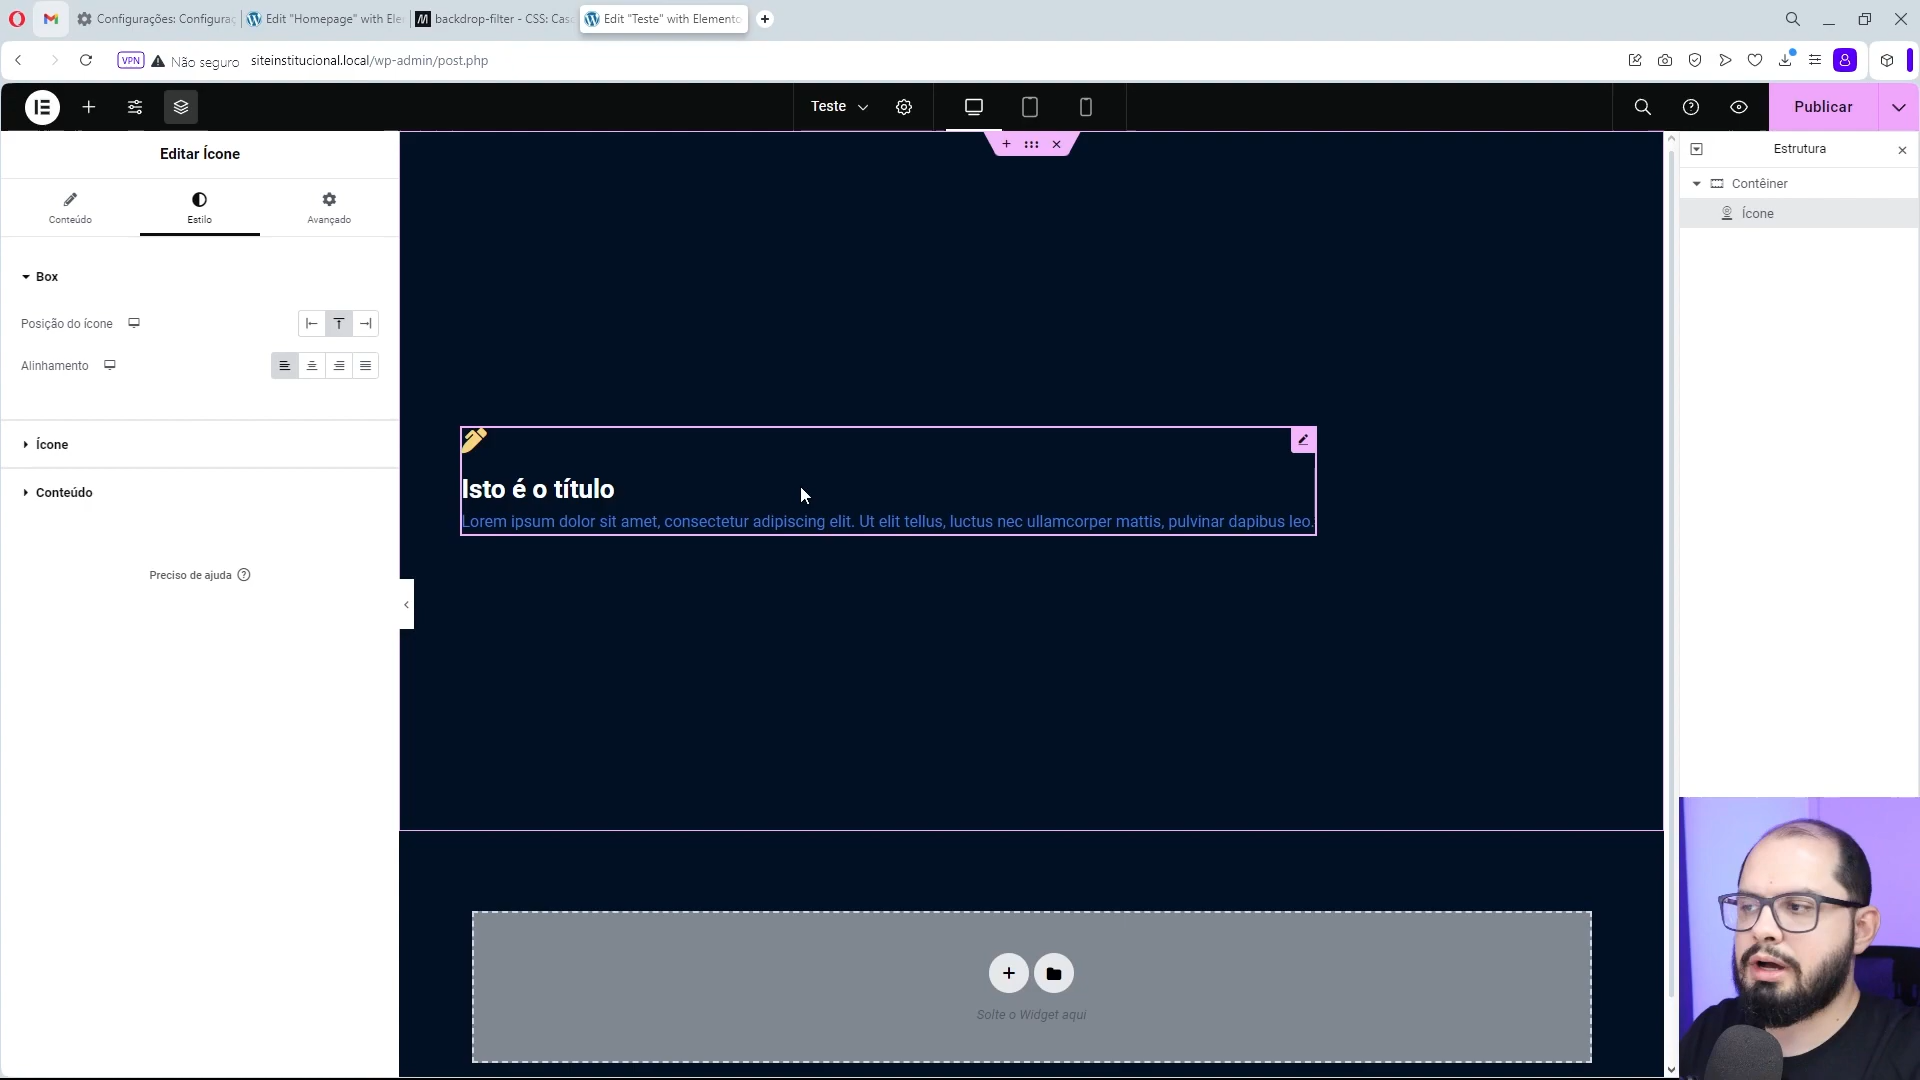 Configurações: Configuraç
Edit "Homepage" with Ele
backdrop-filter - CSS: Casc
Edit "Teste" with Elemento
VPN
Não seguro
siteinstitucional.local/wp-admin/post.php
Teste
Publicar
Editar Ícone
Estrutura
Contêiner
Ícone
Conteúdo
Estilo
Avançado
Box
Posição do ícone
Alinhamento
Ícone
Conteúdo
Preciso de ajuda
Isto é o título
Lorem ipsum dolor sit amet, consectetur adipiscing elit. Ut elit tellus, luctus nec ullamcorper mattis, pulvinar dapibus leo.
Solte o Widget aqui